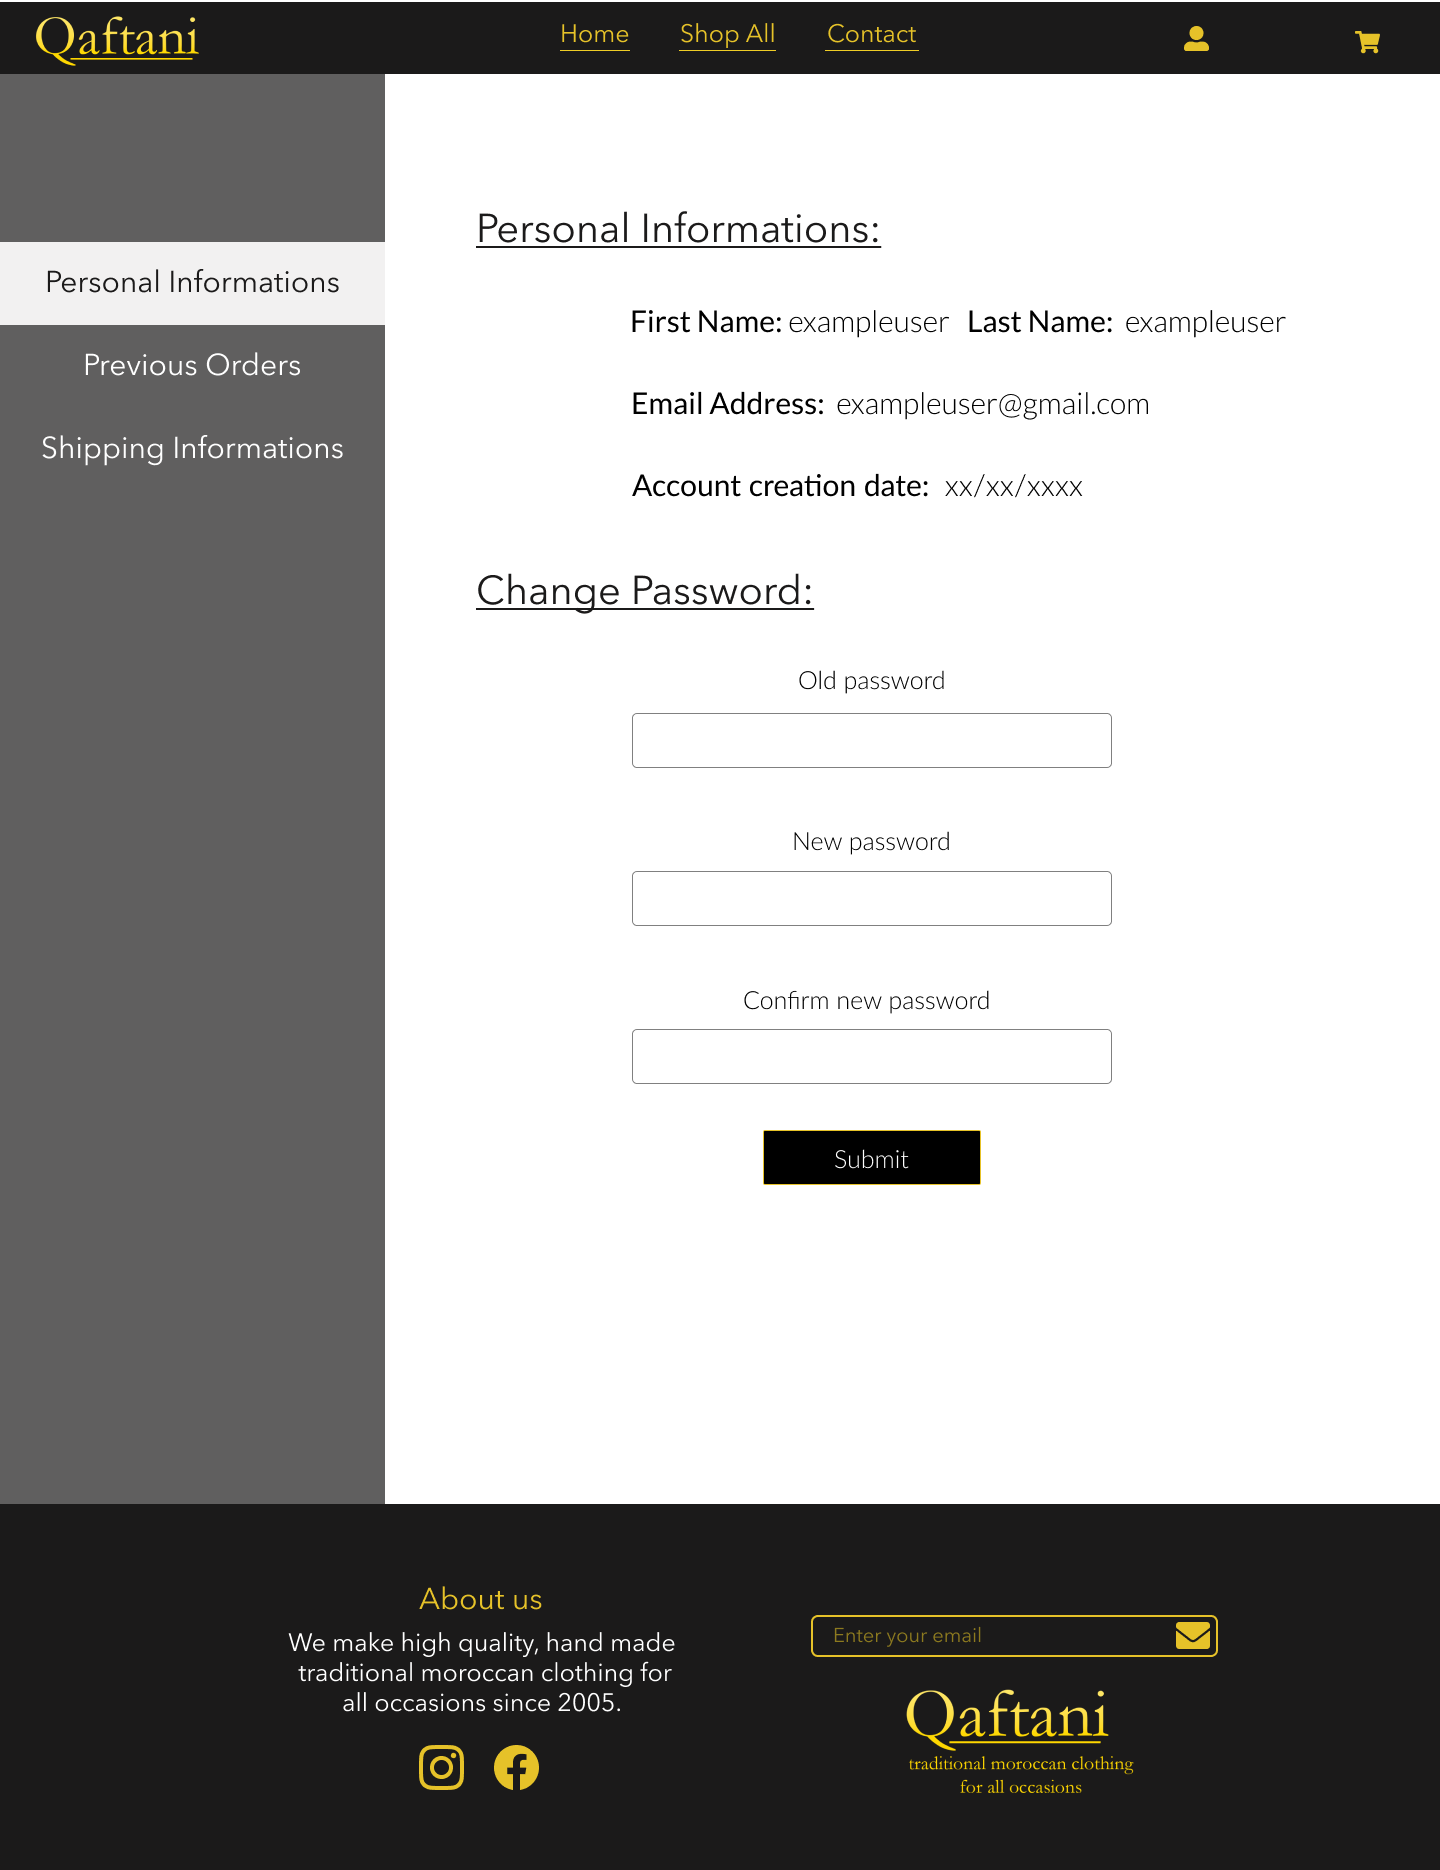 Qaftani
Home Shop All Contact
Personal Informations
Previous Orders
Shipping Informations
Personal Informations:
First Name: exampleuser Last Name: exampleuser
Email Address: exampleuser@gmail.com
Account creation date: xx/xx/xxxx
Change Password:
Old password
New password
Confirm new password
Submit
About us
We make high quality, hand made
traditional moroccan clothing for
all occasions since 2005.
Enter your email
Qaftani
traditional moroccan clothing
for all occasions